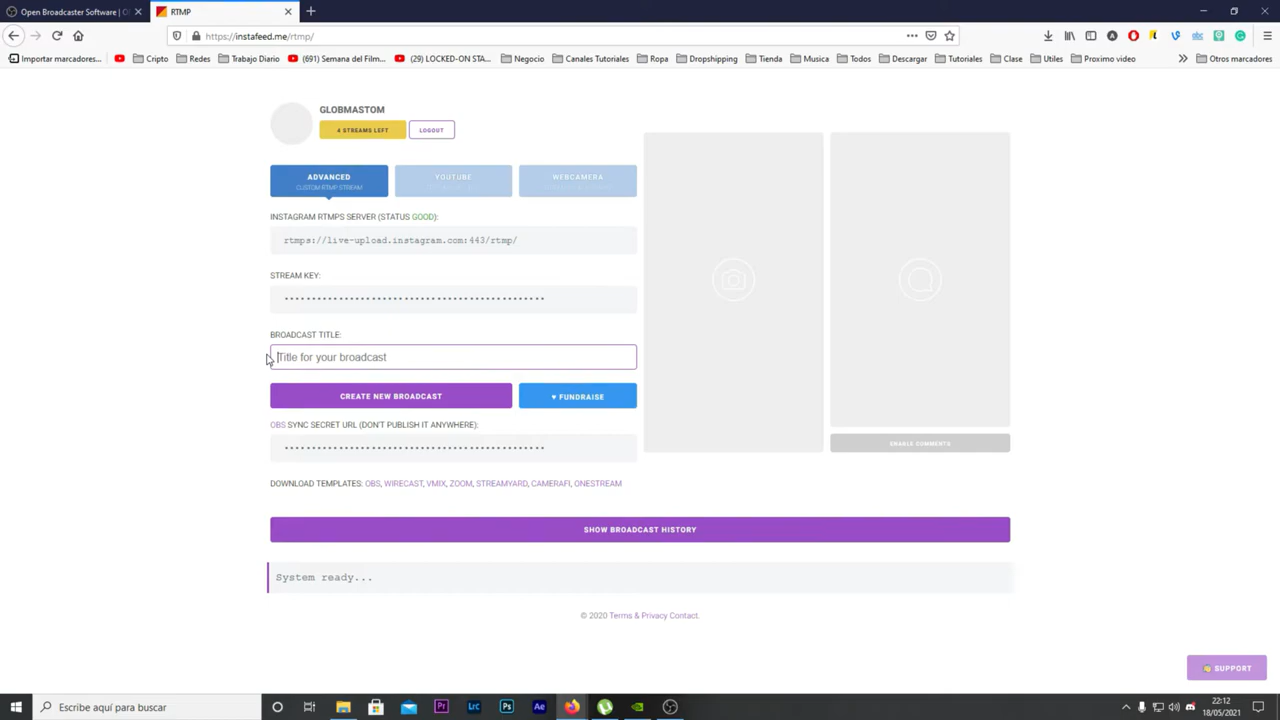 Open Broadcaster Software | O
RTMP
https://instafeed.me/rtmp/
Importar marcadores...
Cripto
Redes
Trabajo Diario
(691) Semana del Film...
(29) LOCKED-ON STA...
Negocio
Canales Tutoriales
Ropa
Dropshipping
Tienda
Musica
Todos
Descargar
Tutoriales
Clase
Utiles
Proximo video
Otros marcadores
GLOBMASTOM
4 STREAMS LEFT
LOGOUT
ADVANCED
YOUTUBE
WEBCAMERA
CUSTOM RTMP STREAM
INSTAGRAM RTMPS SERVER (STATUS GOOD):
rtmps://live-upload.instagram.com:443/rtmp/
STREAM KEY:
BROADCAST TITLE:
Title for your broadcast
CREATE NEW BROADCAST
♥ FUNDRAISE
OBS SYNC SECRET URL (DON'T PUBLISH IT ANYWHERE):
ENABLE COMMENTS
DOWNLOAD TEMPLATES: OBS, WIRECAST, VMIX, ZOOM, STREAMYARD, CAMERAFI, ONESTREAM
SHOW BROADCAST HISTORY
System ready...
© 2020 Terms & Privacy Contact.
SUPPORT
Escribe aquí para buscar
22:12
18/05/2021